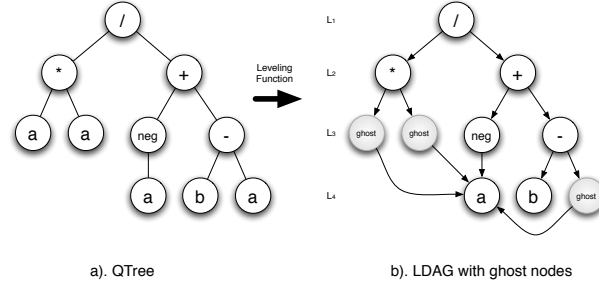 / L₁ /
* + Leveling Function L₂ * +
a a neg - L₃ ghost ghost neg -
a b a L₄ a b ghost
a). QTree b). LDAG with ghost nodes